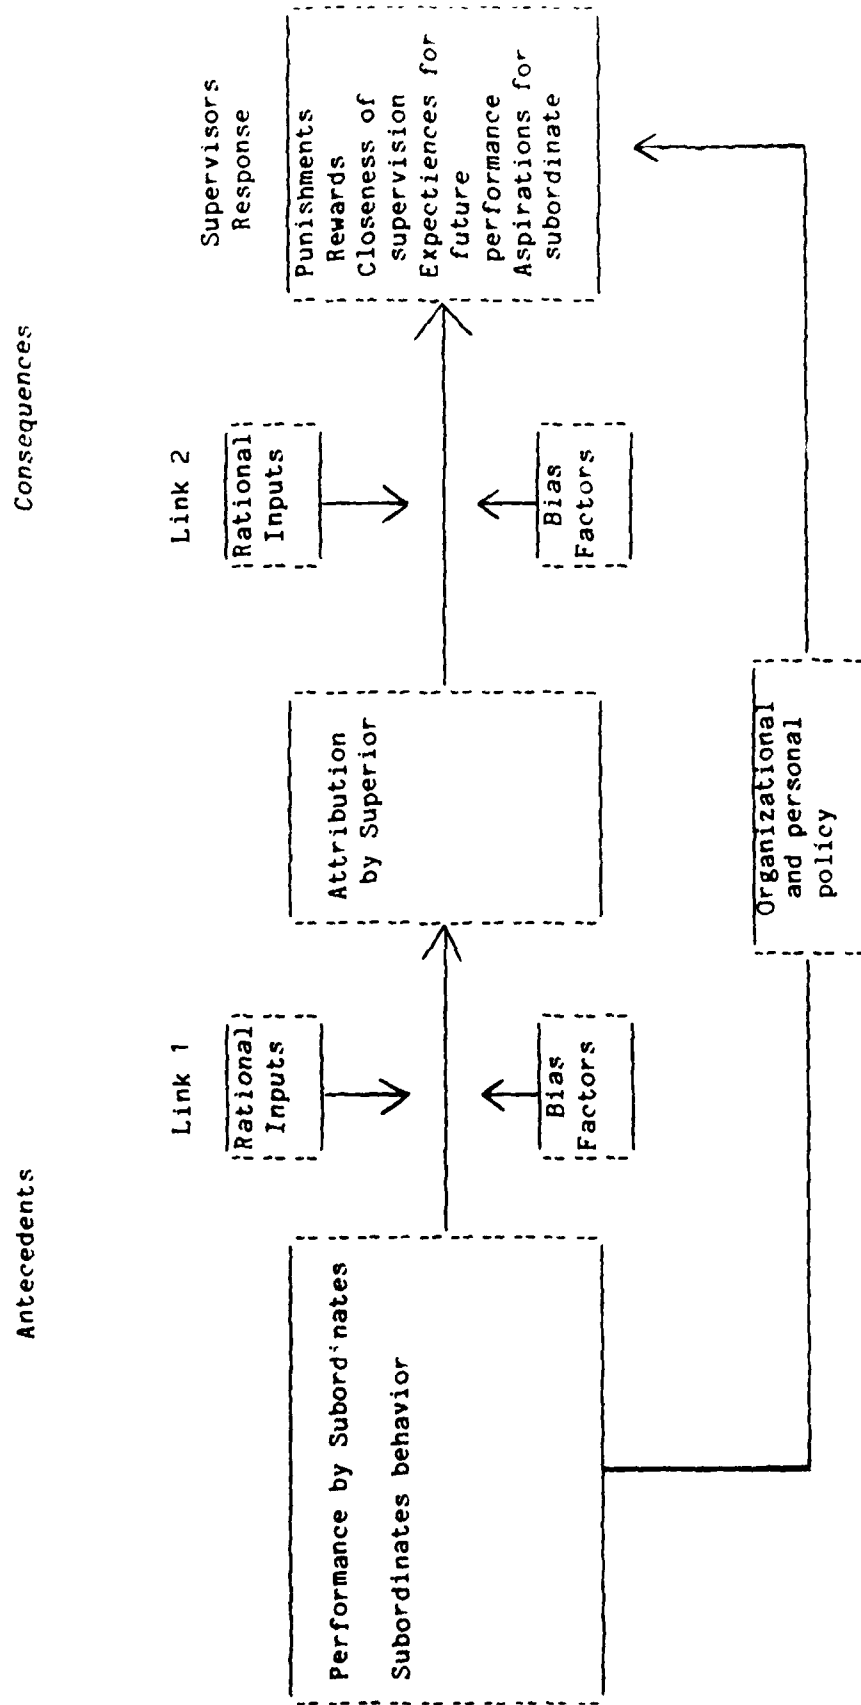 Antecedents
Consequences
Link 1
Link 2
Supervisors
Response
Rational
Inputs
Rational
Inputs
Performance by Subordinates
Subordinates behavior
Attribution
by Superior
Punishments
Rewards
Closeness of
supervision
Expectiences for
future
performance
Aspirations for
subordinate
Bias
Factors
Bias
Factors
Organizational
and personal
policy